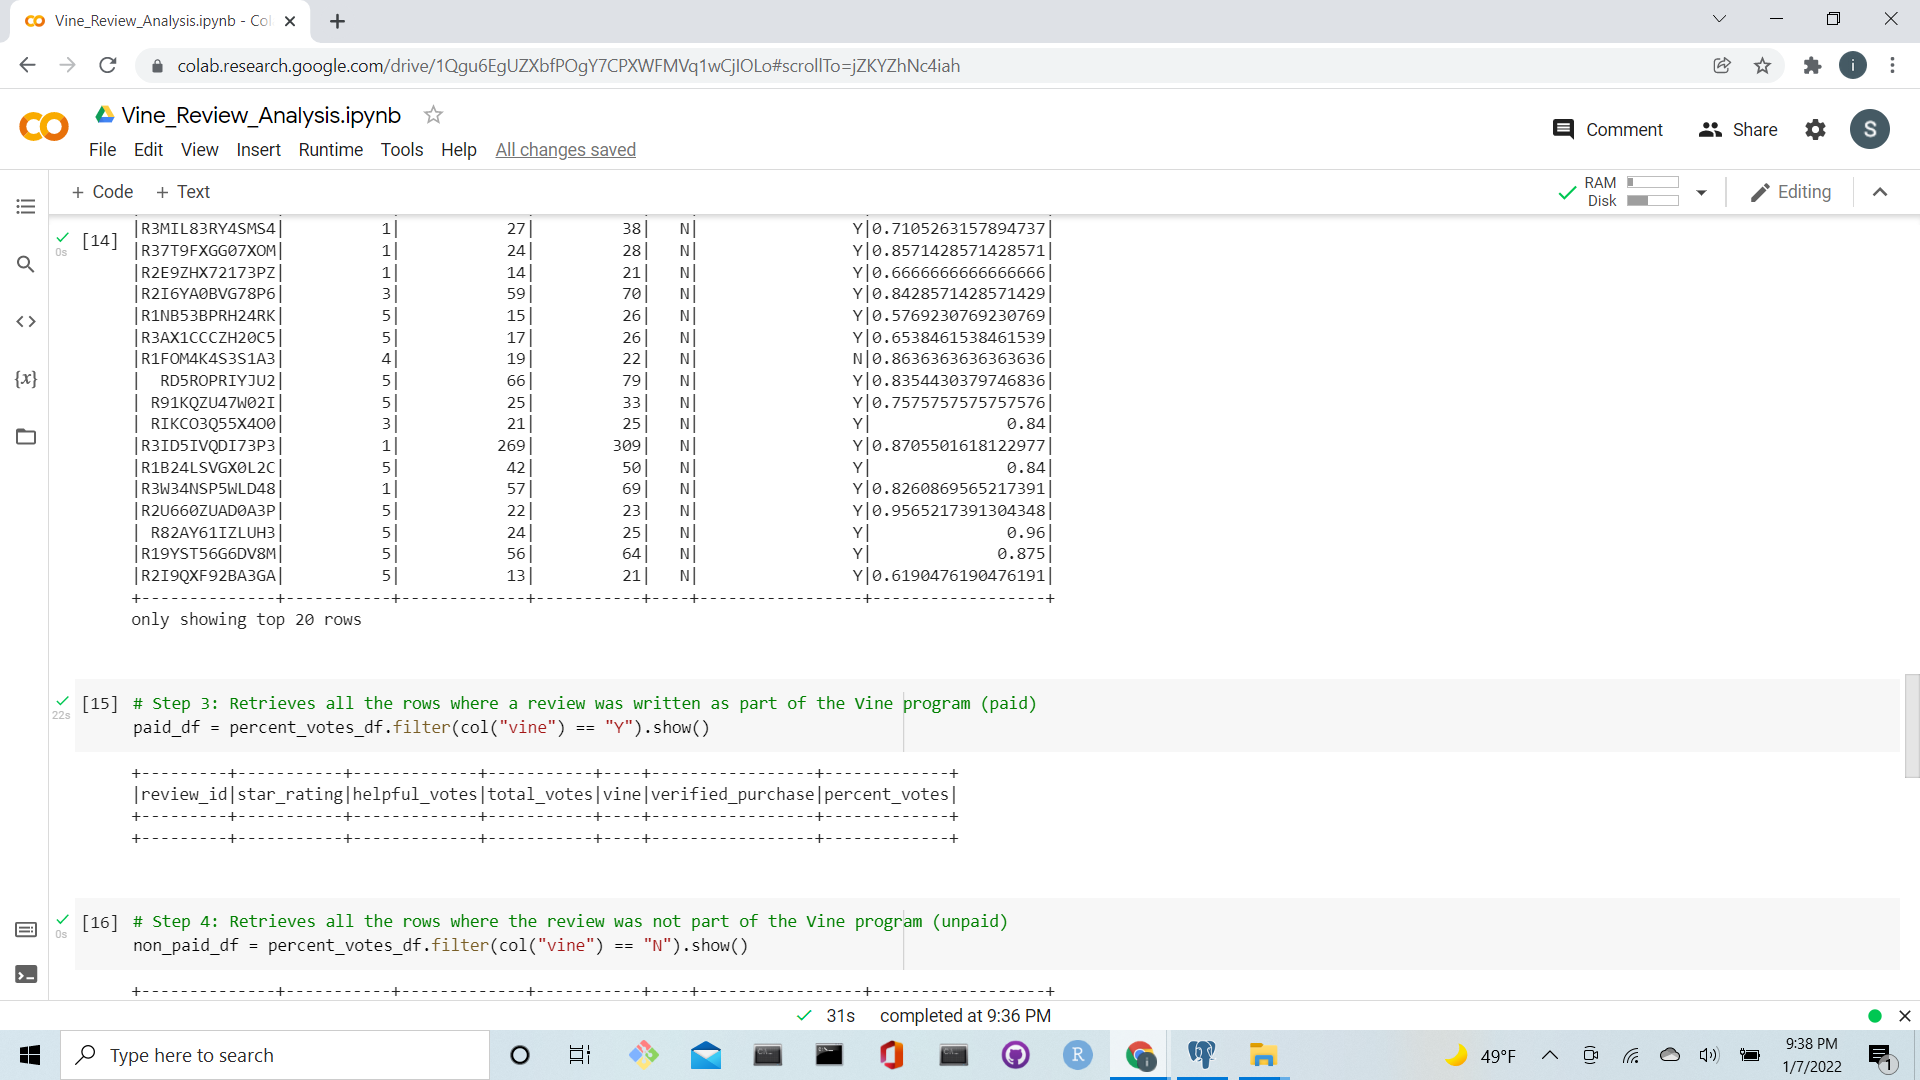 Vine_Review_Analysis.ipynb - Co
colab.research.google.com/drive/1Qgu6EgUZXbfPOgY7CPXWFMVq1wCjIOLo#scrollTo=jZKYZhNc4iah
i
Vine_Review_Analysis.ipynb
Comment
Share
S
File Edit View Insert Runtime Tools Help All changes saved
+ Code + Text
RAM
Disk
Editing
[14]
0s
|R3MIL83RY4SMS4| 1| 27| 38| N| Y|0.7105263157894737|
|R37T9FXGG07XOM| 1| 24| 28| N| Y|0.8571428571428571|
|R2E9ZHX72173PZ| 1| 14| 21| N| Y|0.6666666666666666|
|R2I6YA0BVG78P6| 3| 59| 70| N| Y|0.8428571428571429|
|R1NB53BPRH24RK| 5| 15| 26| N| Y|0.5769230769230769|
|R3AX1CCCZH20C5| 5| 17| 26| N| Y|0.6538461538461539|
|R1FOM4K4S3S1A3| 4| 19| 22| N| N|0.8636363636363636|
| RD5ROPRIYJU2| 5| 66| 79| N| Y|0.8354430379746836|
| R91KQZU47W02I| 5| 25| 33| N| Y|0.7575757575757576|
| RIKCO3Q55X4O0| 3| 21| 25| N| Y| 0.84|
|R3ID5IVQDI73P3| 1| 269| 309| N| Y|0.8705501618122977|
|R1B24LSVGX0L2C| 5| 42| 50| N| Y| 0.84|
|R3W34NSP5WLD48| 1| 57| 69| N| Y|0.8260869565217391|
|R2U660ZUAD0A3P| 5| 22| 23| N| Y|0.9565217391304348|
| R82AY61IZLUH3| 5| 24| 25| N| Y| 0.96|
|R19YST56G6DV8M| 5| 56| 64| N| Y| 0.875|
|R2I9QXF92BA3GA| 5| 13| 21| N| Y|0.6190476190476191|
+--------------+-----------+-------------+-----------+----+-----------------+------------------+
only showing top 20 rows
[15] # Step 3: Retrieves all the rows where a review was written as part of the Vine program (paid)
22s
paid_df = percent_votes_df.filter(col("vine") == "Y").show()
+---------+-----------+-------------+-----------+----+-----------------+-------------+
|review_id|star_rating|helpful_votes|total_votes|vine|verified_purchase|percent_votes|
+---------+-----------+-------------+-----------+----+-----------------+-------------+
+---------+-----------+-------------+-----------+----+-----------------+-------------+
[16] # Step 4: Retrieves all the rows where the review was not part of the Vine program (unpaid)
0s
non_paid_df = percent_votes_df.filter(col("vine") == "N").show()
+--------------+-----------+-------------+-----------+----+-----------------+------------------+
31s completed at 9:36 PM
Type here to search
49°F
9:38 PM
1/7/2022
1